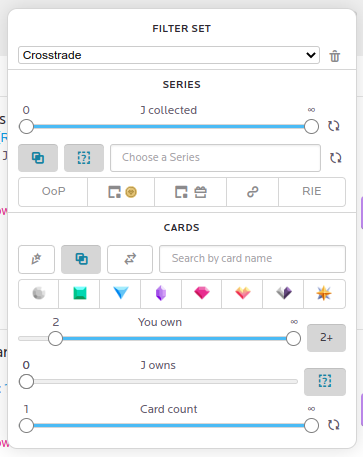 FILTER SET
Crosstrade
SERIES
0 J collected ∞
Choose a Series
OoP
RIE
CARDS
Search by card name
2 You own ∞
2+
0 J owns
1 Card count ∞